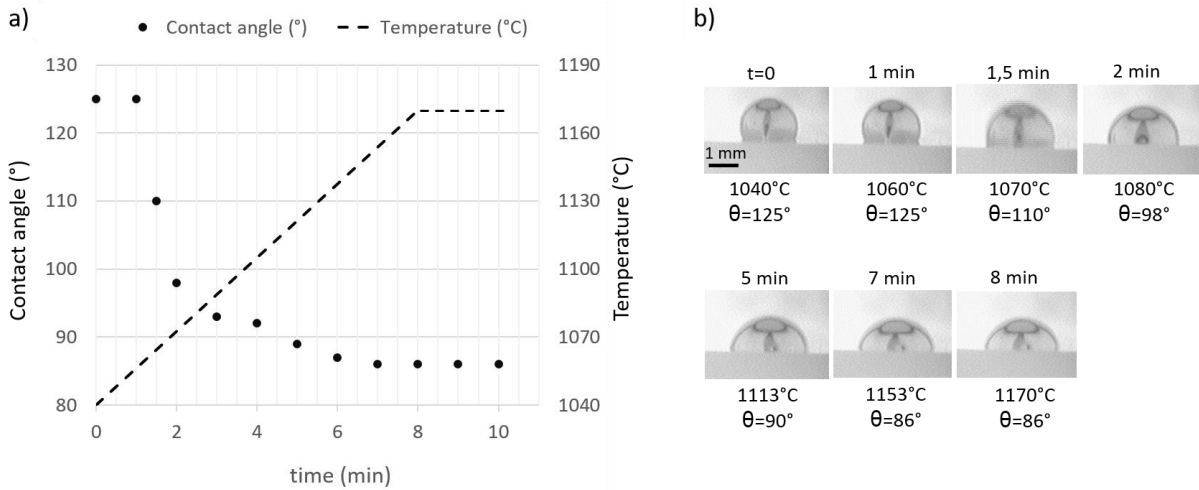 a)
Contact angle (°)
Temperature (°C)
130
120
110
100
90
80
Contact angle (°)
1190
1160
1130
1100
1070
1040
Temperature (°C)
0
2
4
6
8
10
time (min)
b)
t=0
1 min
1,5 min
2 min
1 mm
1040°C
1060°C
1070°C
1080°C
θ=125°
θ=125°
θ=110°
θ=98°
5 min
7 min
8 min
1113°C
1153°C
1170°C
θ=90°
θ=86°
θ=86°